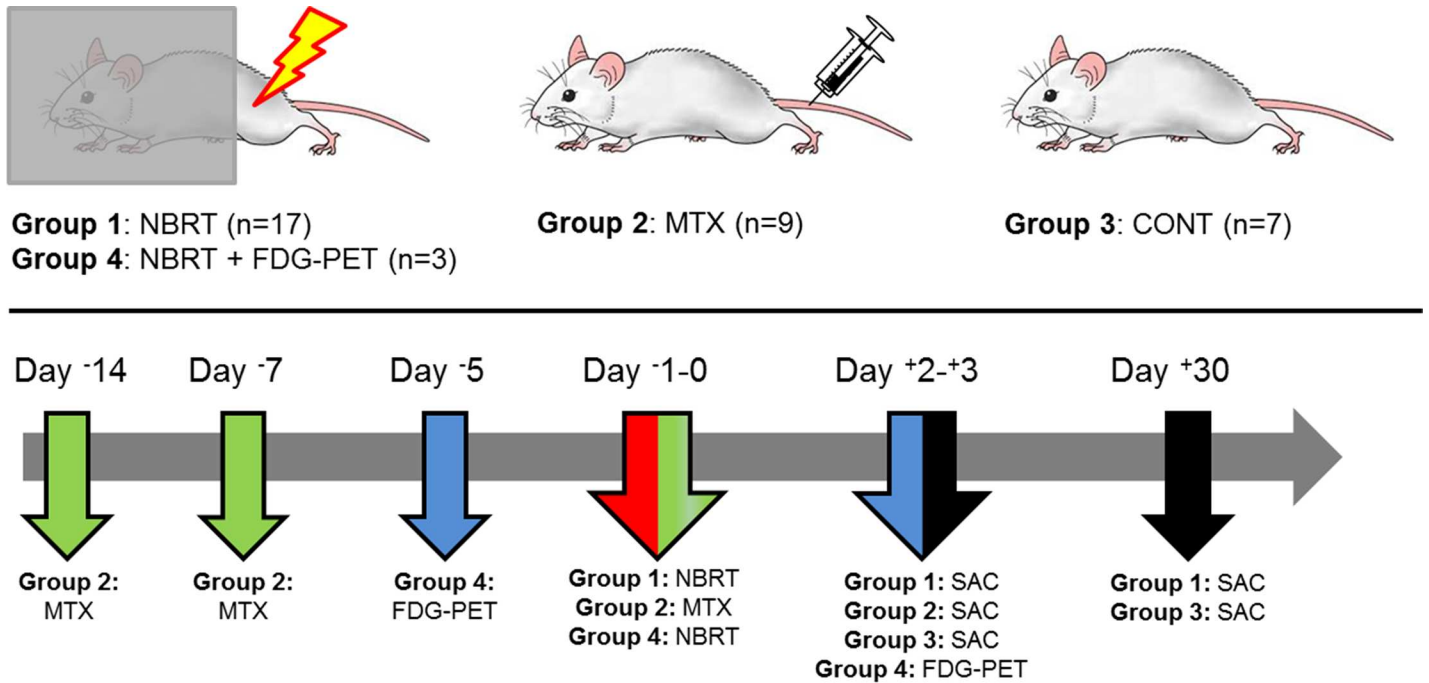 Group 1: NBRT (n=17)
Group 4: NBRT + FDG-PET (n=3)
Group 2: MTX (n=9)
Group 3: CONT (n=7)
Day ⁻14
Day ⁻7
Day ⁻5
Day ⁻1-0
Day ⁺2-⁺3
Day ⁺30
Group 2:
MTX
Group 2:
MTX
Group 4:
FDG-PET
Group 1: NBRT
Group 2: MTX
Group 4: NBRT
Group 1: SAC
Group 2: SAC
Group 3: SAC
Group 4: FDG-PET
Group 1: SAC
Group 3: SAC